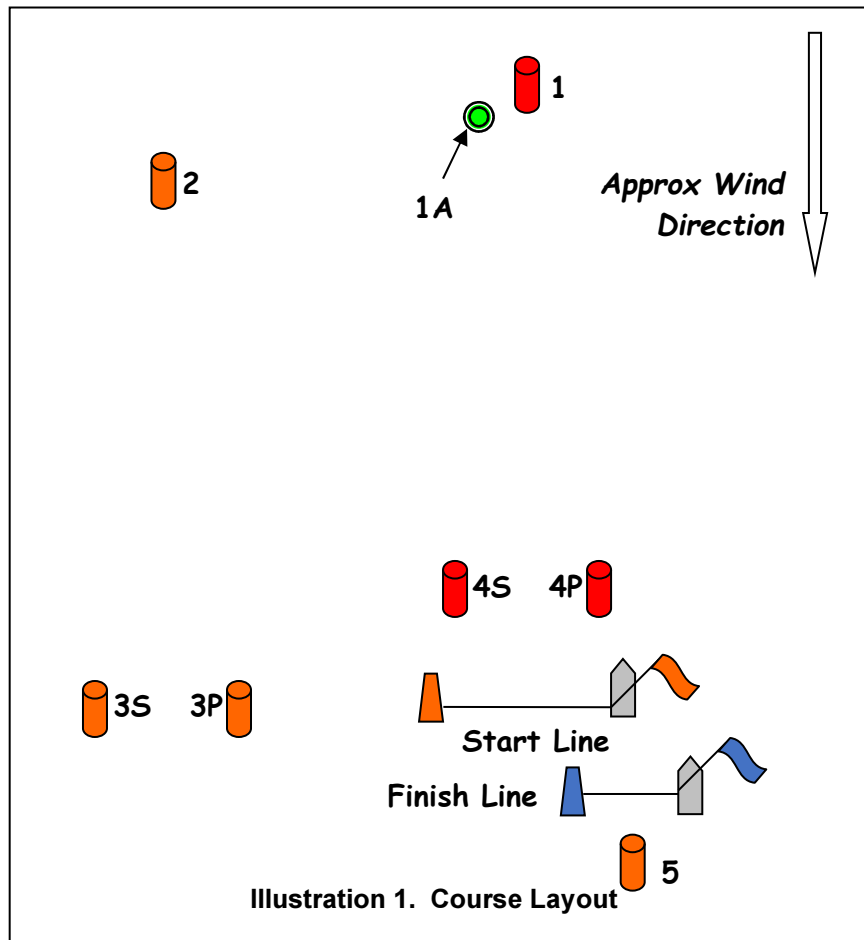 1
1A
2
Approx Wind
Direction
4S 4P
3S 3P
Start Line
Finish Line
5
Illustration 1. Course Layout